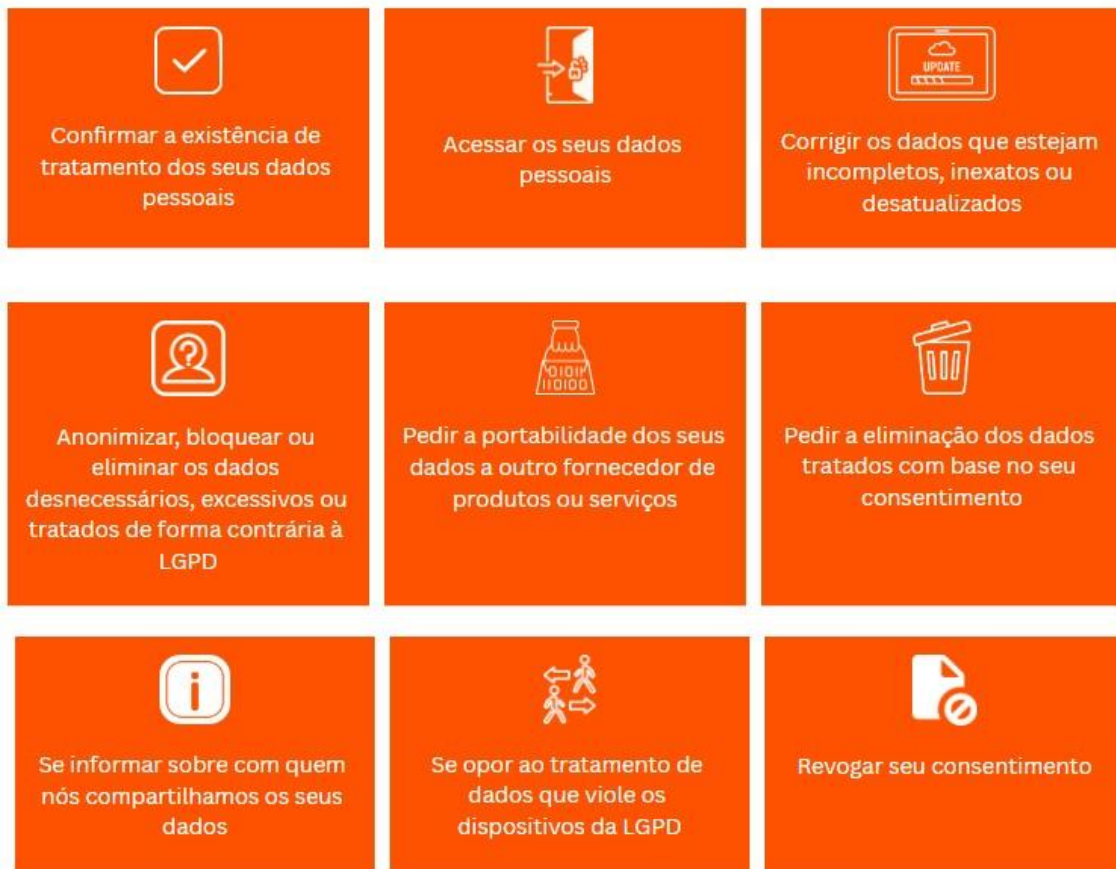 Confirmar a existência de
tratamento dos seus dados
pessoais
Acessar os seus dados
pessoais
UPDATE
Corrigir os dados que estejam
incompletos, inexatos ou
desatualizados
?
Anonimizar, bloquear ou
eliminar os dados
desnecessários, excessivos ou
tratados de forma contrária à
LGPD
01011
110100
Pedir a portabilidade dos seus
dados a outro fornecedor de
produtos ou serviços
Pedir a eliminação dos dados
tratados com base no seu
consentimento
i
Se informar sobre com quem
nós compartilhamos os seus
dados
Se opor ao tratamento de
dados que viole os
dispositivos da LGPD
Revogar seu consentimento